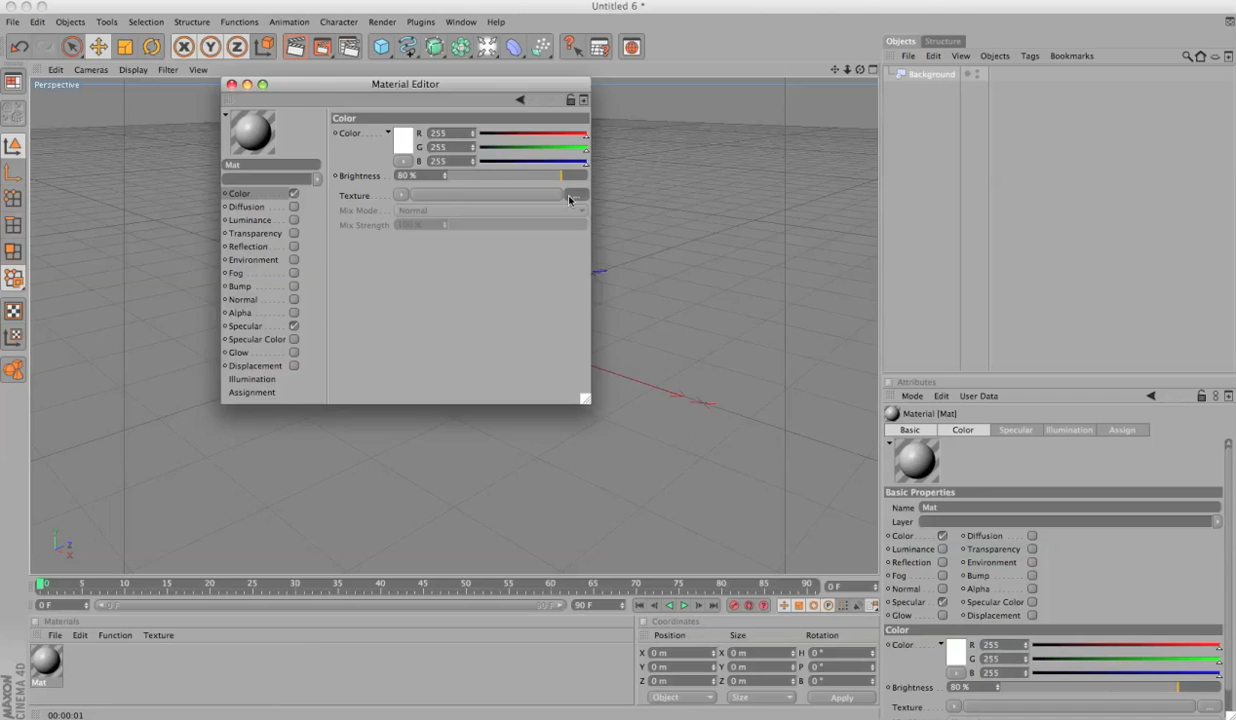 Untitled 6 *
File Edit Objects Tools Selection Structure Functions Animation Character Render Plugins Window Help
Objects Structure
Edit Cameras Display Filter View
File Edit View Objects Tags Bookmarks
Perspective
Background
Material Editor
Color
Color R 255
G 255
B 255
Mat
Brightness 80 %
Texture
Mix Mode Normal
Mix Strength 100 %
Color
Diffusion
Luminance
Transparency
Reflection
Environment
Fog
Bump
Normal
Alpha
Specular
Specular Color
Glow
Displacement
Illumination
Assignment
Attributes
Mode Edit User Data
Material [Mat]
Basic Color Specular Illumination Assign
Basic Properties
Name Mat
Layer
Color Diffusion
Luminance Transparency
Reflection Environment
Fog Bump
Normal Alpha
Specular Specular Color
Glow Displacement
Color
Color R 255
G 255
B 255
Brightness 80 %
Texture
Y
Z
X
0 5 10 15 20 25 30 35 40 45 50 55 60 65 70 75 80 85 90 0 F
0 F 0 F 90 F 90 F
Materials
File Edit Function Texture
Mat
Coordinates
Position Size Rotation
X 0 m X 0 m H 0 °
Y 0 m Y 0 m P 0 °
Z 0 m Z 0 m B 0 °
Object Size Apply
MAXON
CINEMA 4D
00:00:01